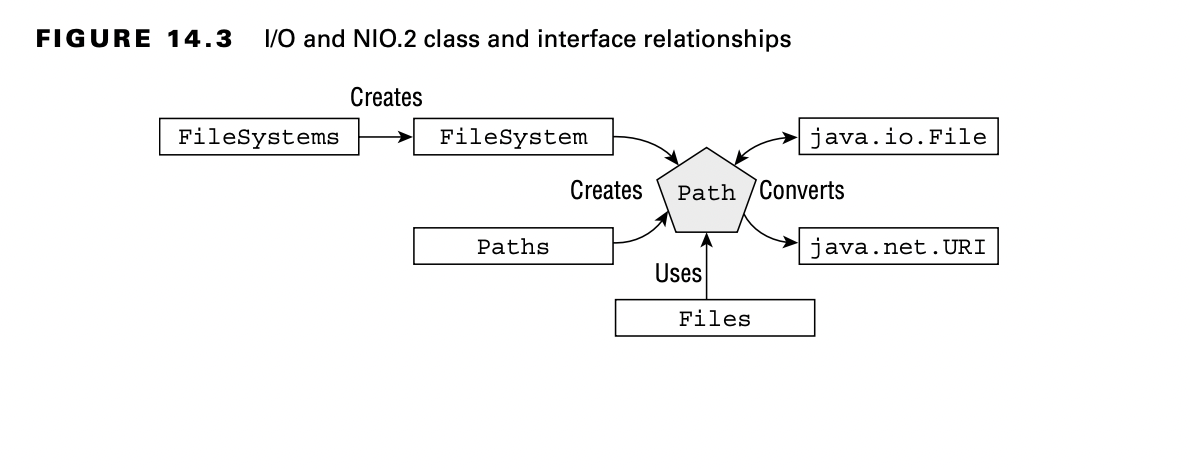 FIGURE 14.3 I/O and NIO.2 class and interface relationships
Creates
FileSystems
FileSystem
java.io.File
Creates
Path
Converts
Paths
java.net.URI
Uses
Files